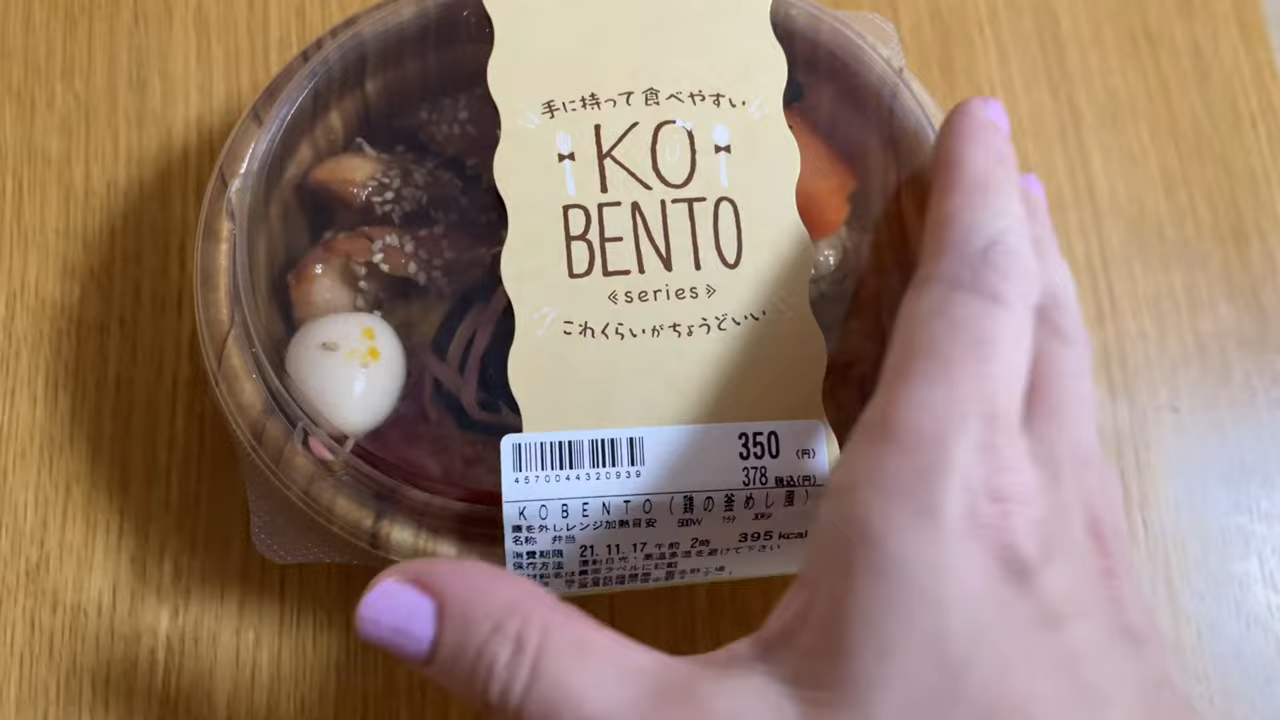 手に持って食べやすい
KO
BENTO
≪series≫
これくらいがちょうどいい
350 (円)
378 税込(円)
4570044320939
KOBENTO(鶏の釜めし風)
蓋を外しレンジ加熱目安 500W 1分 30秒
名称 弁当 395kcal
消費期限 21.11.17 午前 2時
保存方法 直射日光・高温多湿を避けて下さい